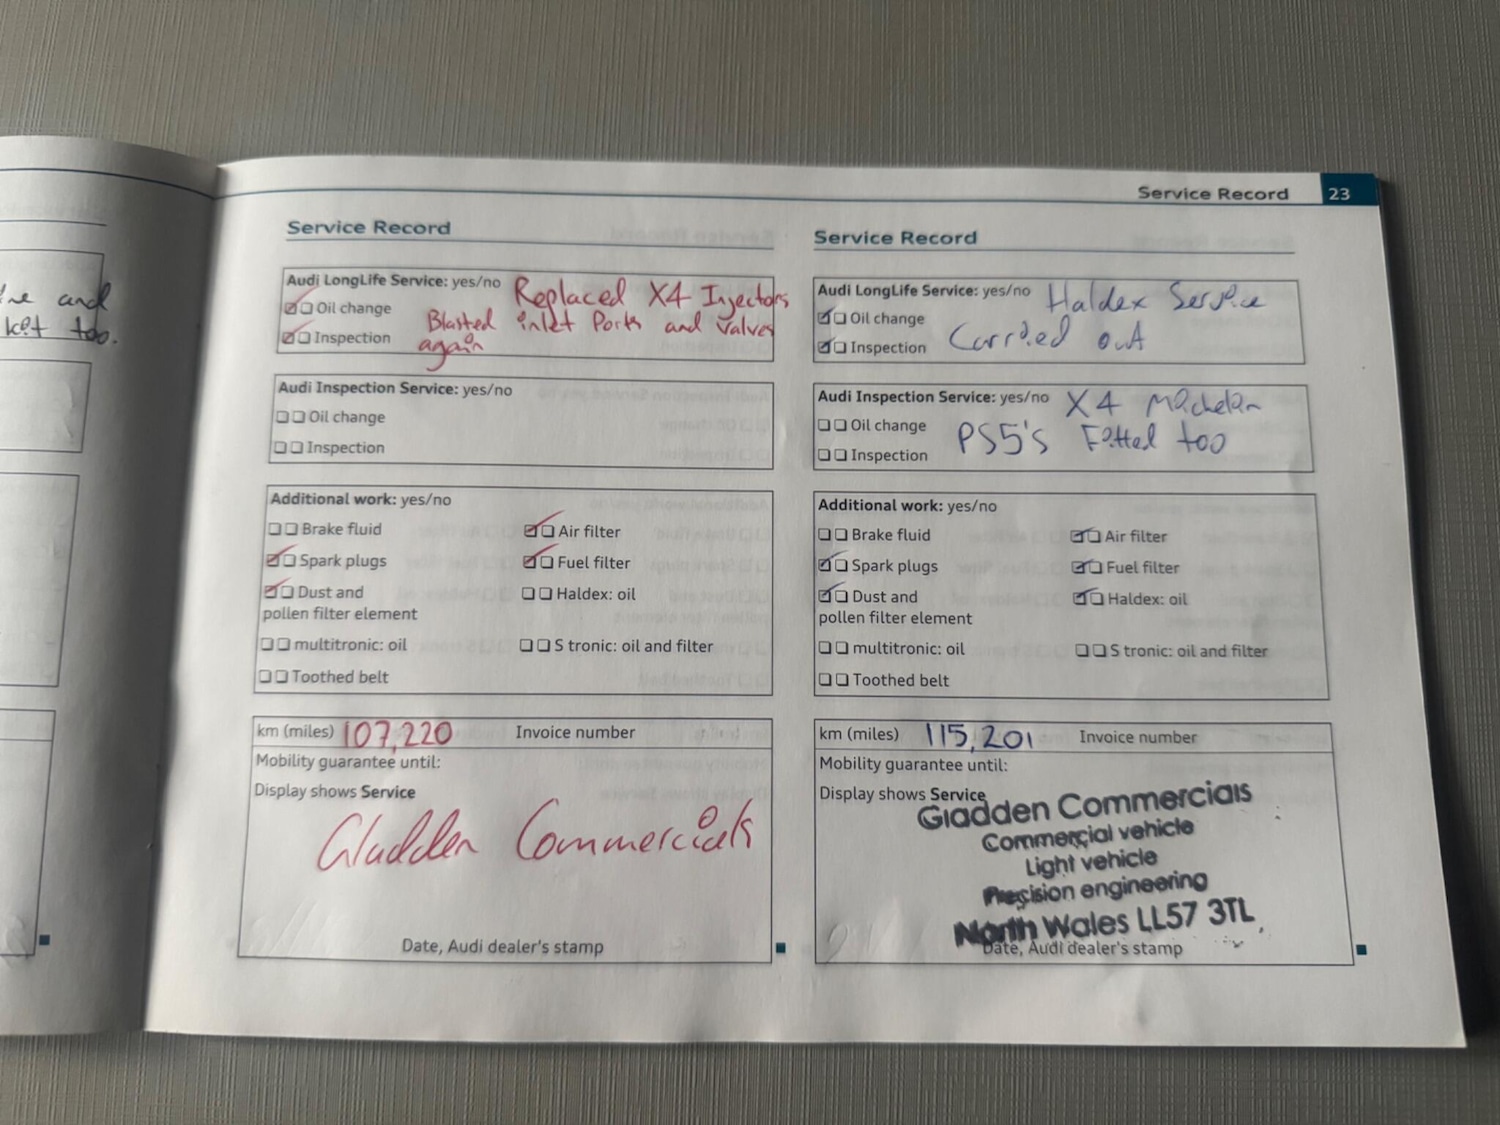 ket too.
and
Service Record 23
Service Record
Audi LongLife Service: yes/no Replaced X4 Injectors
Oil change Blasted inlet Ports and Valves
Inspection again
Audi Inspection Service: yes/no
Oil change
Inspection
Additional work: yes/no
Brake fluid Air filter
Spark plugs Fuel filter
Dust and Haldex: oil
pollen filter element
multitronic: oil S tronic: oil and filter
Toothed belt
km (miles) 107,220 Invoice number
Mobility guarantee until:
Display shows Service
Gladden Commercials
Date, Audi dealer's stamp
Service Record
Audi LongLife Service: yes/no Haldex Service
Oil change Carried out
Inspection
Audi Inspection Service: yes/no X4 Michelin
Oil change PS5's Fitted too
Inspection
Additional work: yes/no
Brake fluid Air filter
Spark plugs Fuel filter
Dust and Haldex: oil
pollen filter element
multitronic: oil S tronic: oil and filter
Toothed belt
km (miles) 115,201 Invoice number
Mobility guarantee until:
Display shows Service
Gladden Commercials
Commercial vehicle
Light vehicle
Precision engineering
North Wales LL57 3TL
Date, Audi dealer's stamp